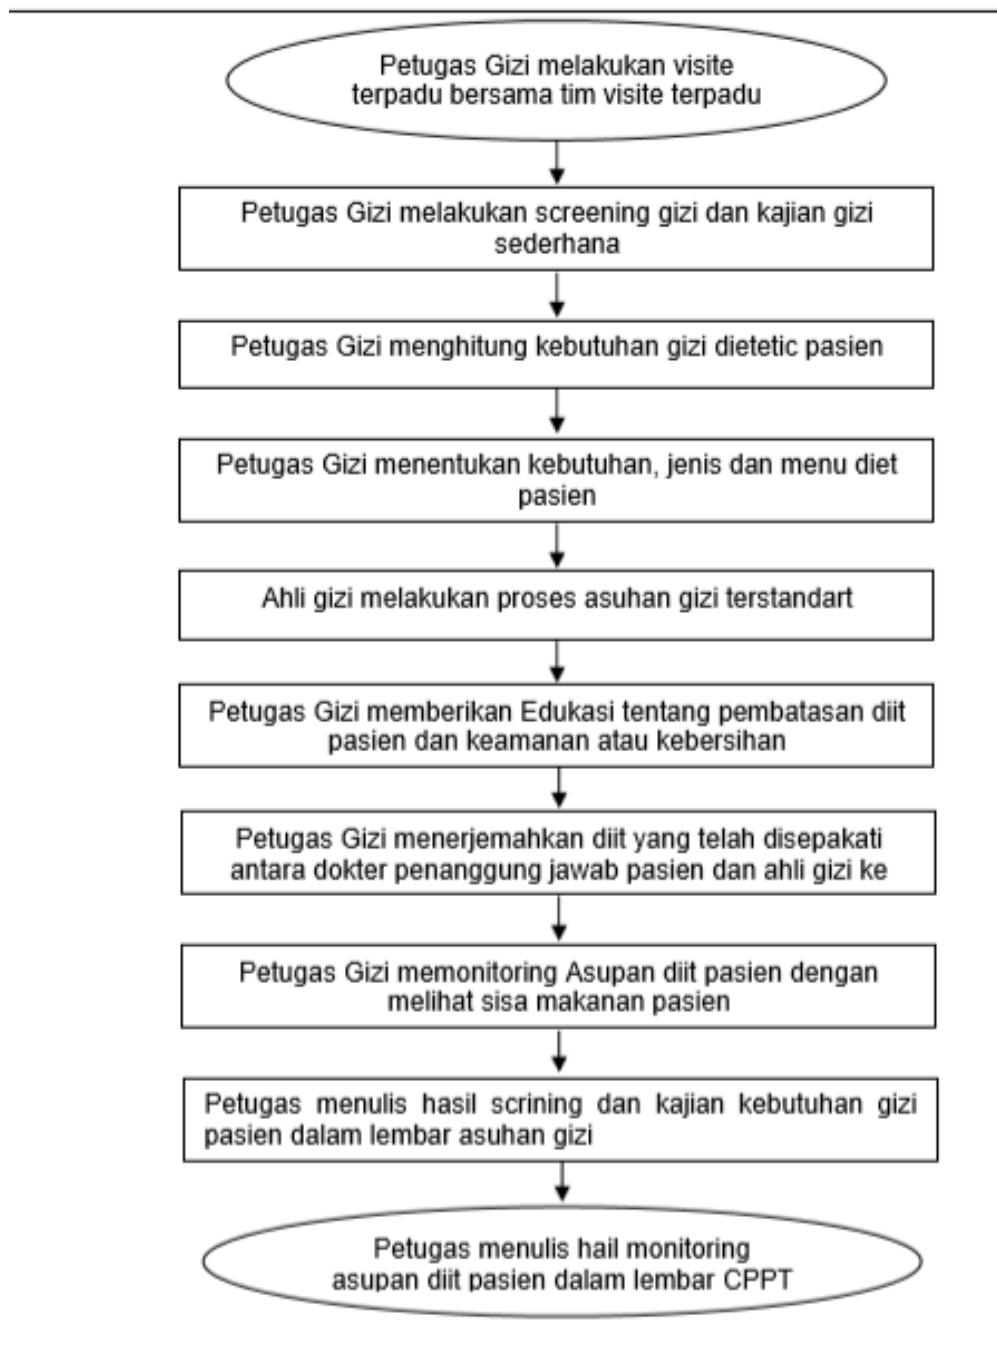 Petugas Gizi melakukan visite
terpadu bersama tim visite terpadu
Petugas Gizi melakukan screening gizi dan kajian gizi
sederhana
Petugas Gizi menghitung kebutuhan gizi dietetic pasien
Petugas Gizi menentukan kebutuhan, jenis dan menu diet
pasien
Ahli gizi melakukan proses asuhan gizi terstandart
Petugas Gizi memberikan Edukasi tentang pembatasan diit
pasien dan keamanan atau kebersihan
Petugas Gizi menerjemahkan diit yang telah disepakati
antara dokter penanggung jawab pasien dan ahli gizi ke
Petugas Gizi memonitoring Asupan diit pasien dengan
melihat sisa makanan pasien
Petugas menulis hasil scrining dan kajian kebutuhan gizi
pasien dalam lembar asuhan gizi
Petugas menulis hail monitoring
asupan diit pasien dalam lembar CPPT